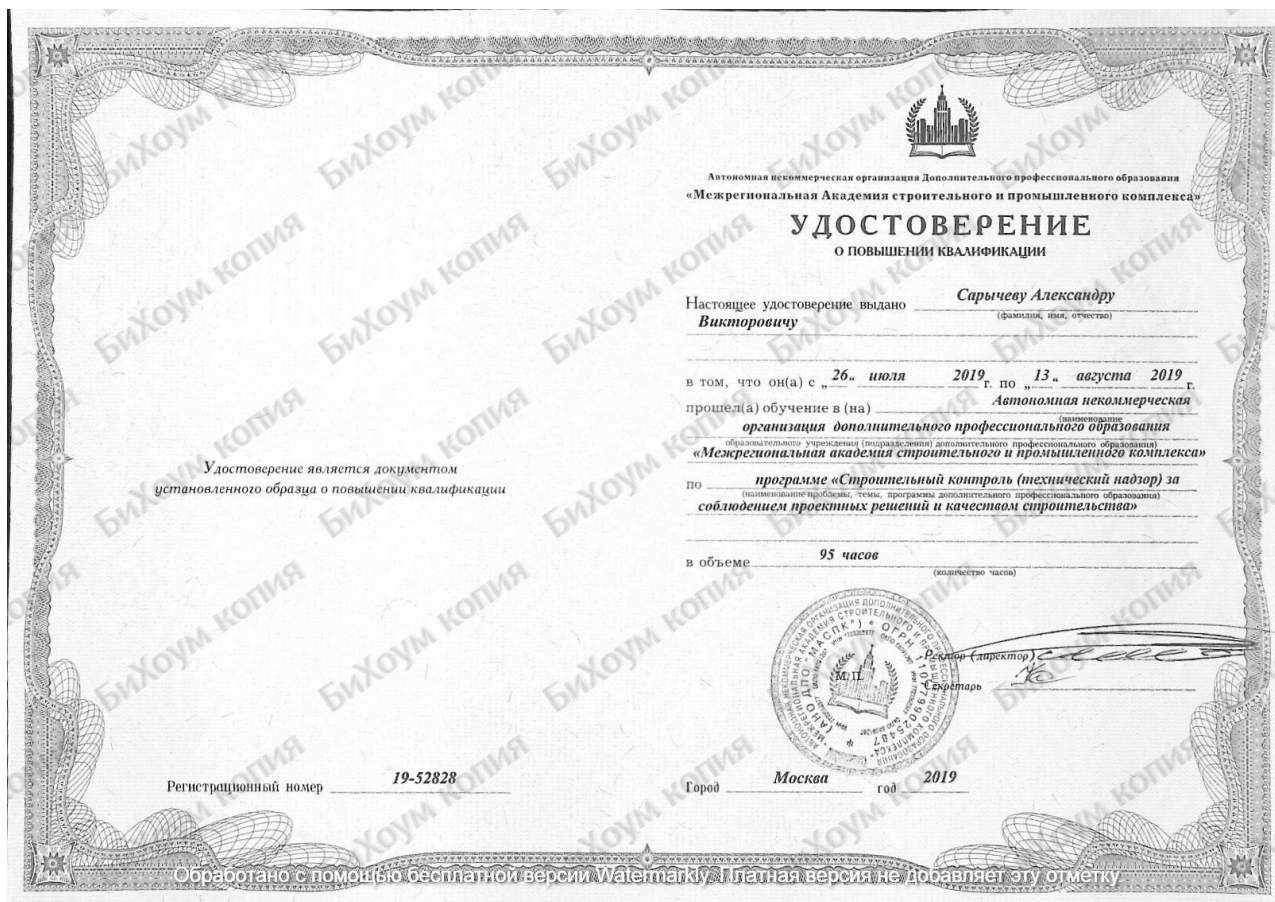 Автономная некоммерческая организация Дополнительного профессионального образования
«Межрегиональная Академия строительного и промышленного комплекса»
УДОСТОВЕРЕНИЕ
О ПОВЫШЕНИИ КВАЛИФИКАЦИИ
Настоящее удостоверение выдано Сарычеву Александру
(фамилия, имя, отчество)
Викторовичу
в том, что он(а) с „26“ июля 2019 г. по „13“ августа 2019 г.
прошел(а) обучение в (на) Автономная некоммерческая
(наименование
организация дополнительного профессионального образования
образовательного учреждения (подразделения) дополнительного профессионального образования)
«Межрегиональная академия строительного и промышленного комплекса»
по программе «Строительный контроль (технический надзор) за
(наименование проблемы, темы, программы дополнительного профессионального образования)
соблюдением проектных решений и качеством строительства»
в объеме 95 часов
(количество часов)
Удостоверение является документом
установленного образца о повышении квалификации
М.П.
Ректор (директор)
Секретарь
Регистрационный номер 19-52828
Город Москва год 2019
БиХоум копия
Обработано с помощью бесплатной версии Watermarkly. Платная версия не добавляет эту отметку.